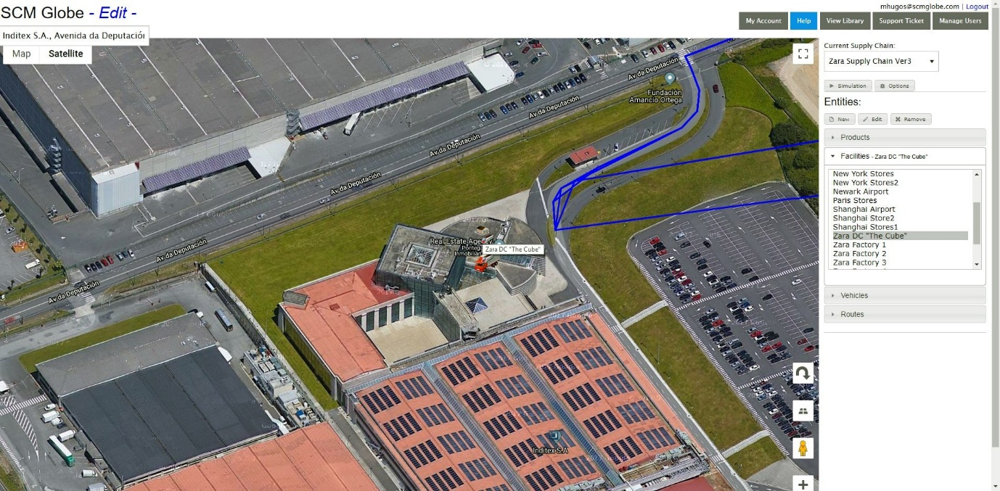 SCM Globe - Edit -
mhugos@scmglobe.com | Logout
My Account
Help
View Library
Support Ticket
Manage Users
Inditex S.A., Avenida da Deputación
Map
Satellite
Av da Deputación
Fundación
Amancio Ortega
Av da Deputación
Av da Deputación
Av da Deputación
Av da Deputación
Av da Deputación
Real Estate Agency
Pontega
Inmobilian
Zara DC "The Cube"
Inditex S.A
Current Supply Chain:
Zara Supply Chain Ver3
Simulation
Options
Entities:
New
Edit
Remove
Products
Facilities - Zara DC "The Cube"
New York Stores
New York Stores2
Newark Airport
Paris Stores
Shanghai Airport
Shanghai Store2
Shanghai Stores1
Zara DC "The Cube"
Zara Factory 1
Zara Factory 2
Zara Factory 3
Vehicles
Routes